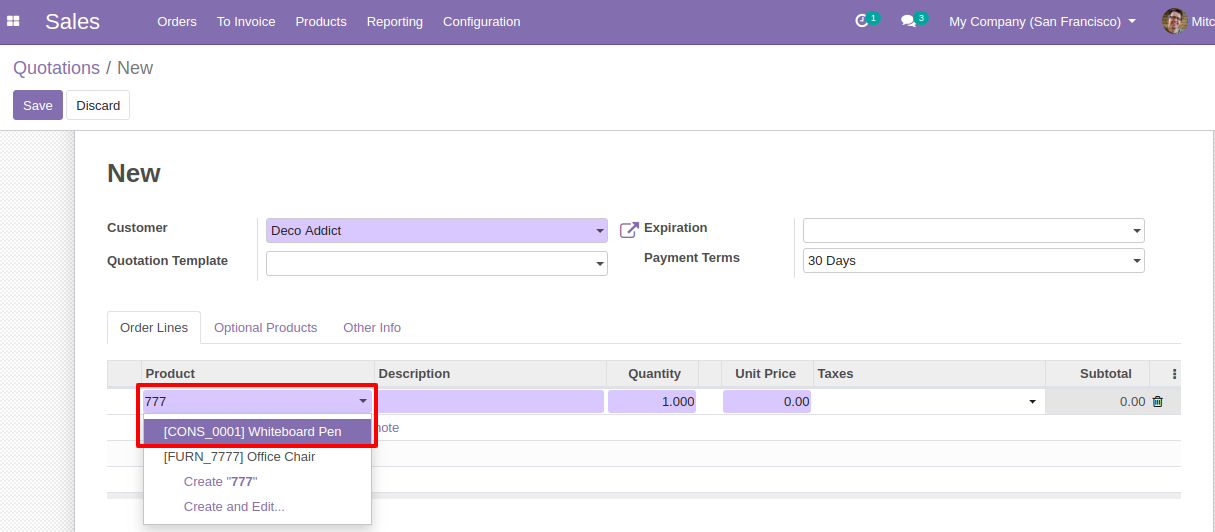 Sales Orders To Invoice Products Reporting Configuration 1 3 My Company (San Francisco) Mitc
Quotations / New
Save Discard
New
Customer Deco Addict Expiration
Quotation Template Payment Terms 30 Days
Order Lines Optional Products Other Info
Product Description Quantity Unit Price Taxes Subtotal
777 1.000 0.00 0.00
[CONS_0001] Whiteboard Pen note
[FURN_7777] Office Chair
Create "777"
Create and Edit...